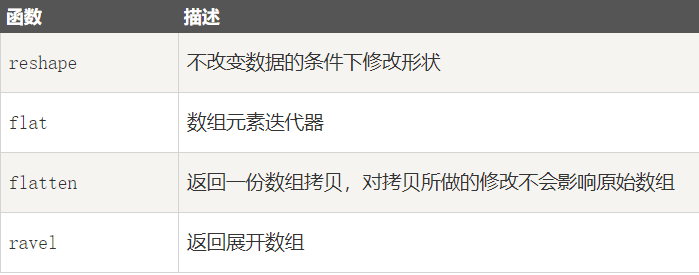 函数 描述
reshape 不改变数据的条件下修改形状
flat 数组元素迭代器
flatten 返回一份数组拷贝，对拷贝所做的修改不会影响原始数组
ravel 返回展开数组